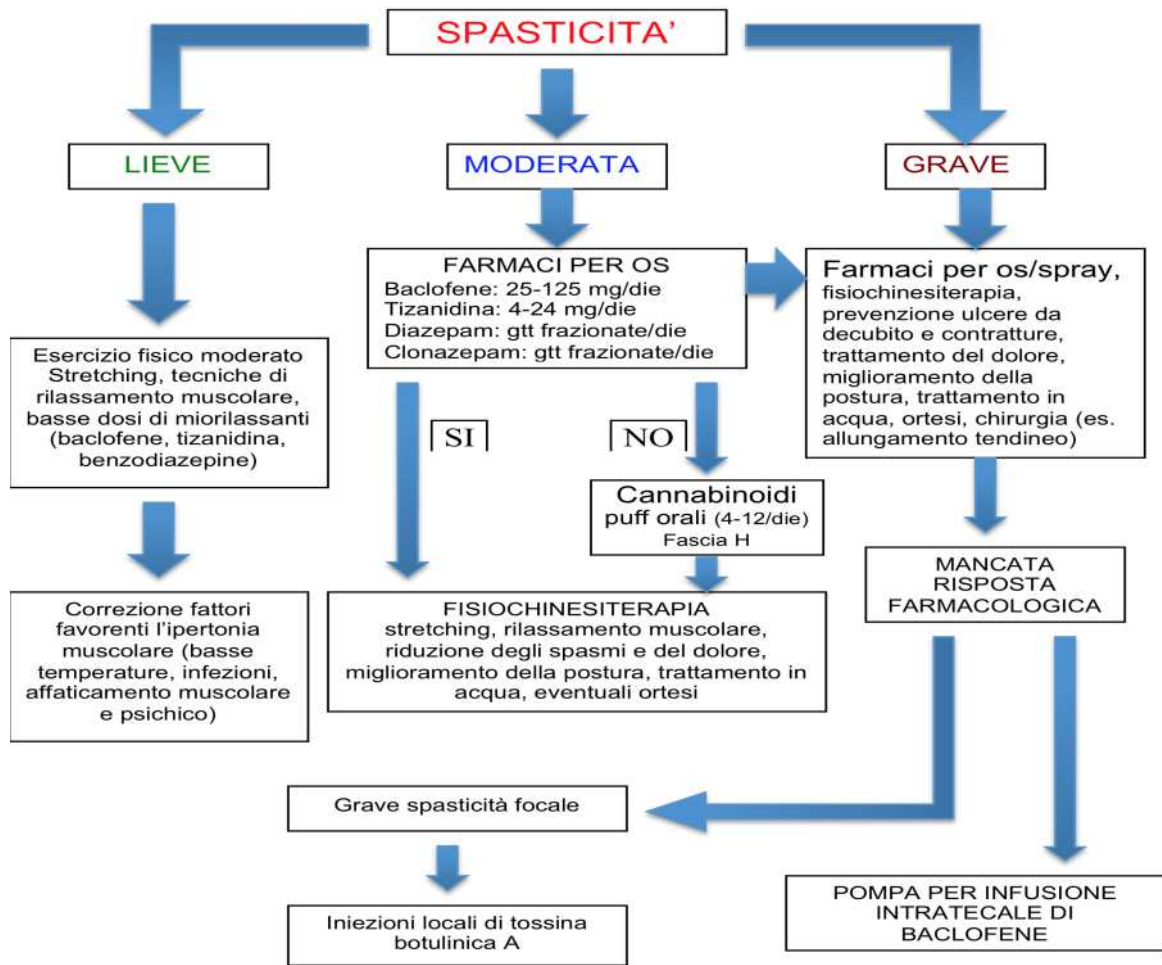 SPASTICITA'
LIEVE
MODERATA
GRAVE
FARMACI PER OS
Baclofene: 25-125 mg/die
Tizanidina: 4-24 mg/die
Diazepam: gtt frazionate/die
Clonazepam: gtt frazionate/die
Farmaci per os/spray,
fisiochinesiterapia,
prevenzione ulcere da
decubito e contratture,
trattamento del dolore,
miglioramento della
postura, trattamento in
acqua, ortesi, chirurgia (es.
allungamento tendineo)
Esercizio fisico moderato
Stretching, tecniche di
rilassamento muscolare,
basse dosi di miorilassanti
(baclofene, tizanidina,
benzodiazepine)
SI
NO
Cannabinoidi
puff orali (4-12/die)
Fascia H
MANCATA
RISPOSTA
FARMACOLOGICA
Correzione fattori
favorenti l'ipertonia
muscolare (basse
temperature, infezioni,
affaticamento muscolare
e psichico)
FISIOCHINESITERAPIA
stretching, rilassamento muscolare,
riduzione degli spasmi e del dolore,
miglioramento della postura, trattamento in
acqua, eventuali ortesi
Grave spasticità focale
Iniezioni locali di tossina
botulinica A
POMPA PER INFUSIONE
INTRATECALE DI
BACLOFENE